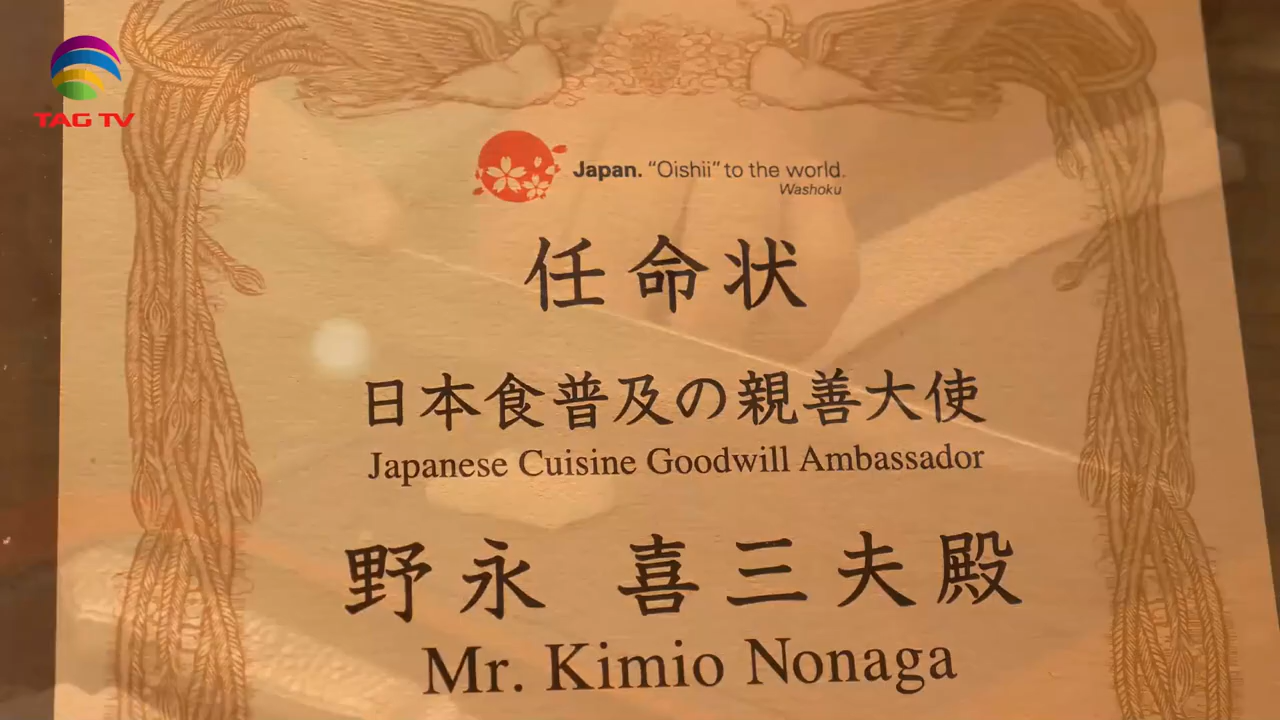 TAG TV
Japan. “Oishii” to the world.
Washoku
任命状
日本食普及の親善大使
Japanese Cuisine Goodwill Ambassador
野永 喜三夫殿
Mr. Kimio Nonaga